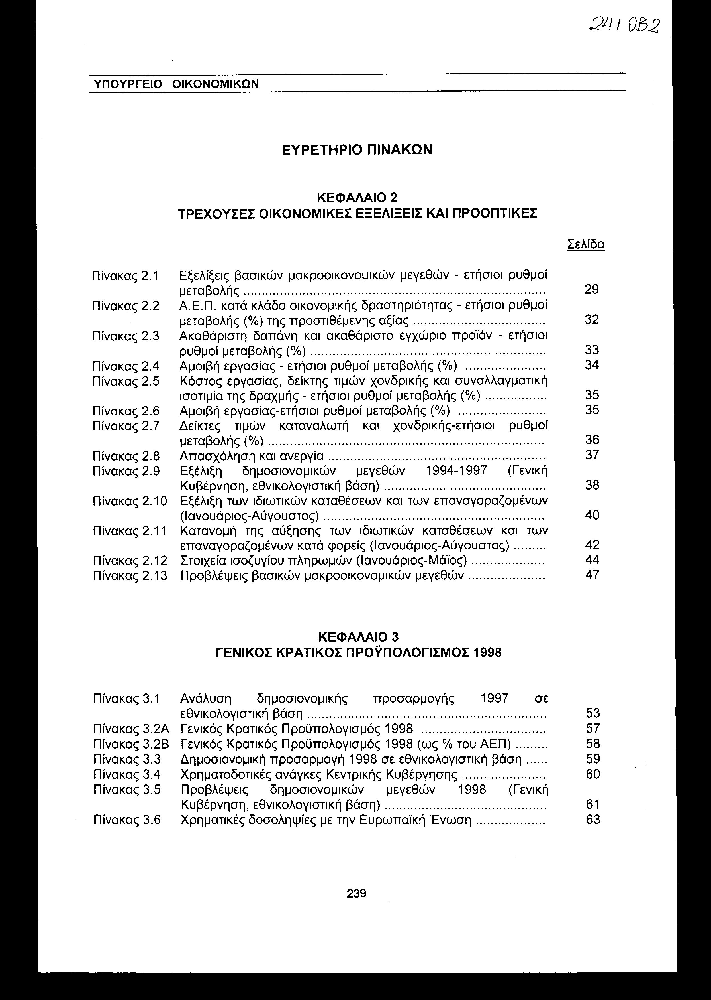 241 ΘΒ2
ΥΠΟΥΡΓΕΙΟ ΟΙΚΟΝΟΜΙΚΩΝ
ΕΥΡΕΤΗΡΙΟ ΠΙΝΑΚΩΝ
ΚΕΦΑΛΑΙΟ 2
ΤΡΕΧΟΥΣΕΣ ΟΙΚΟΝΟΜΙΚΕΣ ΕΞΕΛΙΞΕΙΣ ΚΑΙ ΠΡΟΟΠΤΙΚΕΣ
Σελίδα
Πίνακας 2.1 Εξελίξεις βασικών μακροοικονομικών μεγεθών - ετήσιοι ρυθμοί
μεταβολής ........ 29
Πίνακας 2.2 Α.Ε.Π. κατά κλάδο οικονομικής δραστηριότητας - ετήσιοι ρυθμοί
μεταβολής (%) της προστιθέμενης αξίας ........ 32
Πίνακας 2.3 Ακαθάριστη δαπάνη και ακαθάριστο εγχώριο προϊόν - ετήσιοι
ρυθμοί μεταβολής (%) ........ 33
Πίνακας 2.4 Αμοιβή εργασίας - ετήσιοι ρυθμοί μεταβολής (%) ........ 34
Πίνακας 2.5 Κόστος εργασίας, δείκτης τιμών χονδρικής και συναλλαγματική
ισοτιμία της δραχμής - ετήσιοι ρυθμοί μεταβολής (%) ........ 35
Πίνακας 2.6 Αμοιβή εργασίας-ετήσιοι ρυθμοί μεταβολής (%) ........ 35
Πίνακας 2.7 Δείκτες τιμών καταναλωτή και χονδρικής-ετήσιοι ρυθμοί
μεταβολής (%) ........ 36
Πίνακας 2.8 Απασχόληση και ανεργία ........ 37
Πίνακας 2.9 Εξέλιξη δημοσιονομικών μεγεθών 1994-1997 (Γενική
Κυβέρνηση, εθνικολογιστική βάση) ........ 38
Πίνακας 2.10 Εξέλιξη των ιδιωτικών καταθέσεων και των επαναγοραζομένων
(Ιανουάριος-Αύγουστος) ........ 40
Πίνακας 2.11 Κατανομή της αύξησης των ιδιωτικών καταθέσεων και των
επαναγοραζομένων κατά φορείς (Ιανουάριος-Αύγουστος) ........ 42
Πίνακας 2.12 Στοιχεία ισοζυγίου πληρωμών (Ιανουάριος-Μάϊος) ........ 44
Πίνακας 2.13 Προβλέψεις βασικών μακροοικονομικών μεγεθών ........ 47
ΚΕΦΑΛΑΙΟ 3
ΓΕΝΙΚΟΣ ΚΡΑΤΙΚΟΣ ΠΡΟΫΠΟΛΟΓΙΣΜΟΣ 1998
Πίνακας 3.1 Ανάλυση δημοσιονομικής προσαρμογής 1997 σε
εθνικολογιστική βάση ........ 53
Πίνακας 3.2Α Γενικός Κρατικός Προϋπολογισμός 1998 ........ 57
Πίνακας 3.2Β Γενικός Κρατικός Προϋπολογισμός 1998 (ως % του ΑΕΠ) ........ 58
Πίνακας 3.3 Δημοσιονομική προσαρμογή 1998 σε εθνικολογιστική βάση ...... 59
Πίνακας 3.4 Χρηματοδοτικές ανάγκες Κεντρικής Κυβέρνησης ........ 60
Πίνακας 3.5 Προβλέψεις δημοσιονομικών μεγεθών 1998 (Γενική
Κυβέρνηση, εθνικολογιστική βάση) ........ 61
Πίνακας 3.6 Χρηματικές δοσοληψίες με την Ευρωπαϊκή Ένωση ........ 63
239